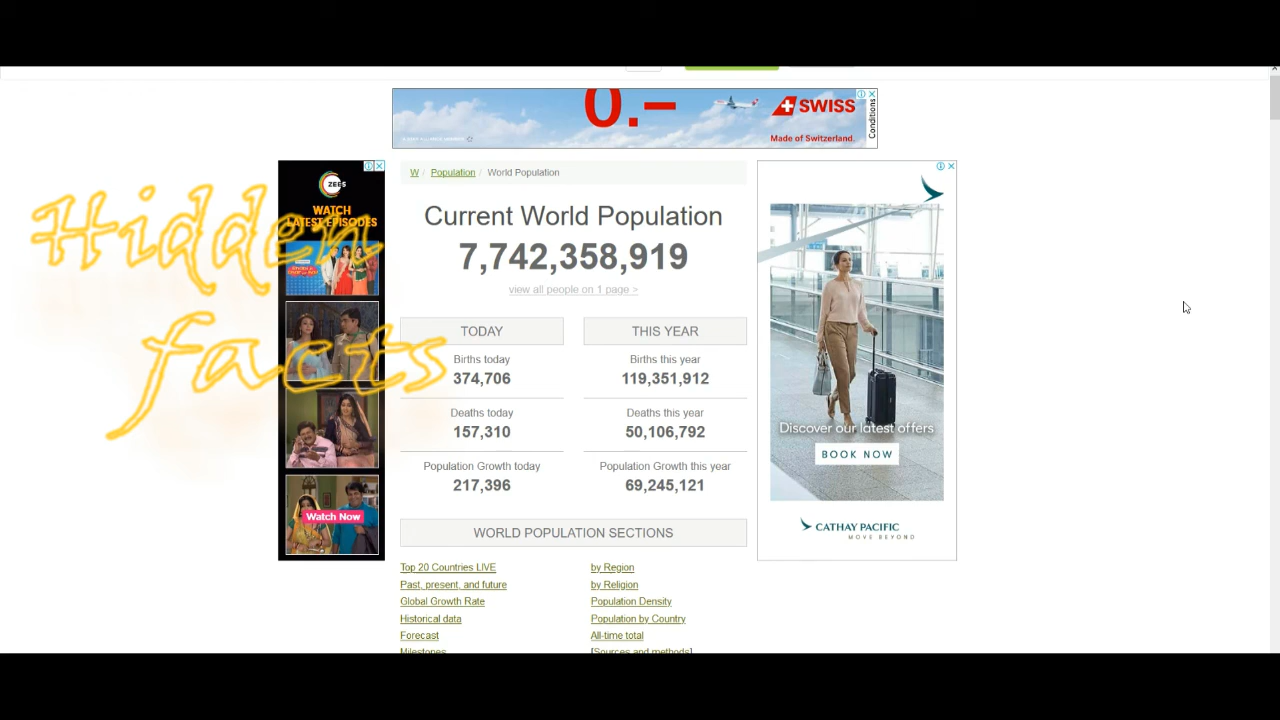 0.–
SWISS
Made of Switzerland.
Conditions
W / Population / World Population
ZEE5
WATCH
LATEST EPISODES
Watch Now
Hidden
facts
Current World Population
7,742,358,919
view all people on 1 page >
TODAY
Births today
374,706
Deaths today
157,310
Population Growth today
217,396
THIS YEAR
Births this year
119,351,912
Deaths this year
50,106,792
Population Growth this year
69,245,121
WORLD POPULATION SECTIONS
Top 20 Countries LIVE
Past, present, and future
Global Growth Rate
Historical data
Forecast
Milestones
by Region
by Religion
Population Density
Population by Country
All-time total
[Sources and methods]
Discover our latest offers
BOOK NOW
CATHAY PACIFIC
MOVE BEYOND